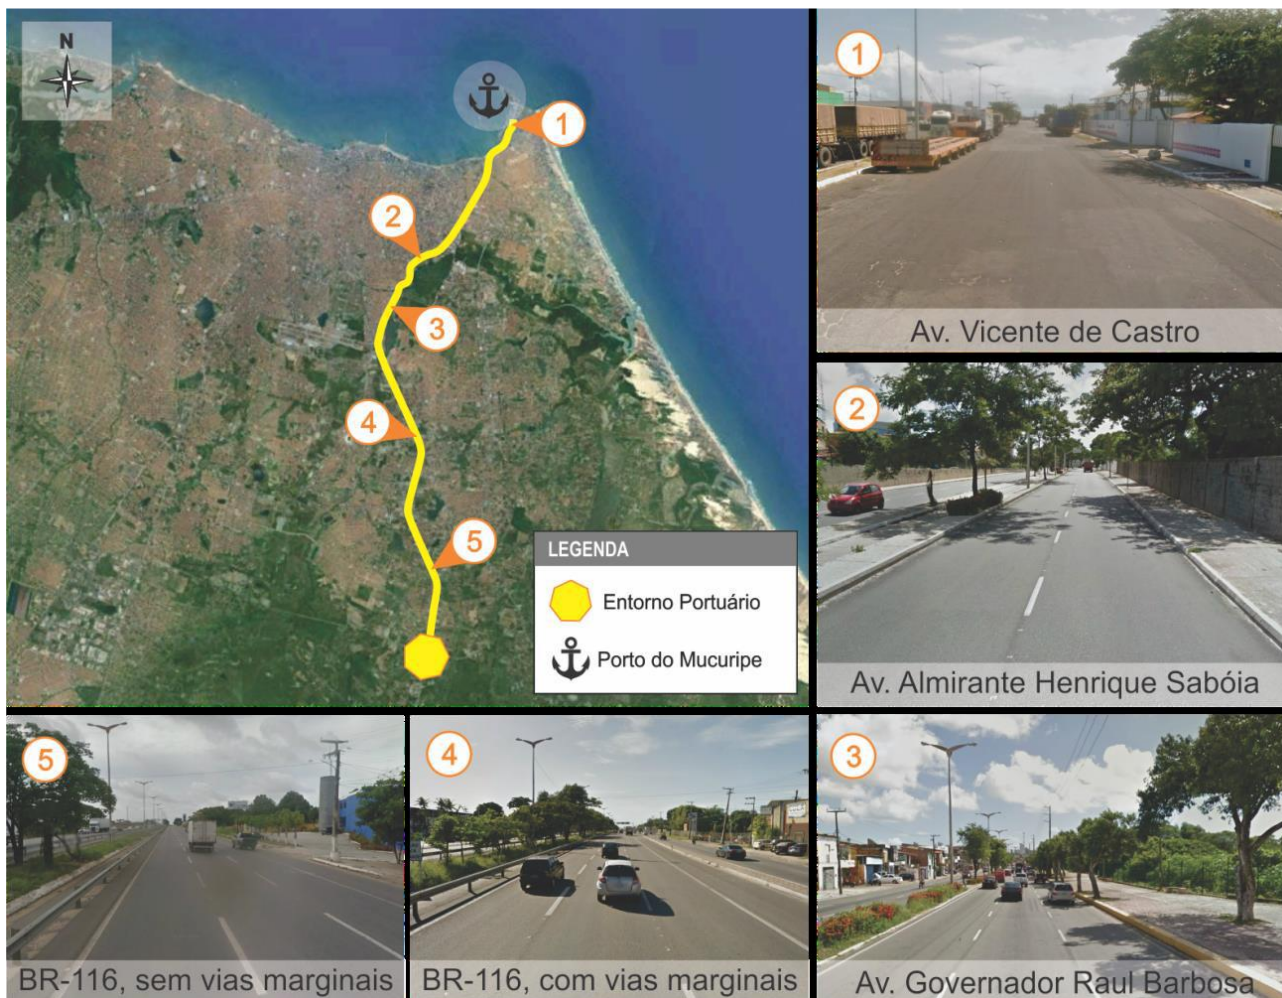 N
1
2
3
4
5
LEGENDA
Entorno Portuário
Porto do Mucuripe
1
Av. Vicente de Castro
2
Av. Almirante Henrique Sabóia
5
BR-116, sem vias marginais
4
BR-116, com vias marginais
3
Av. Governador Raul Barbosa